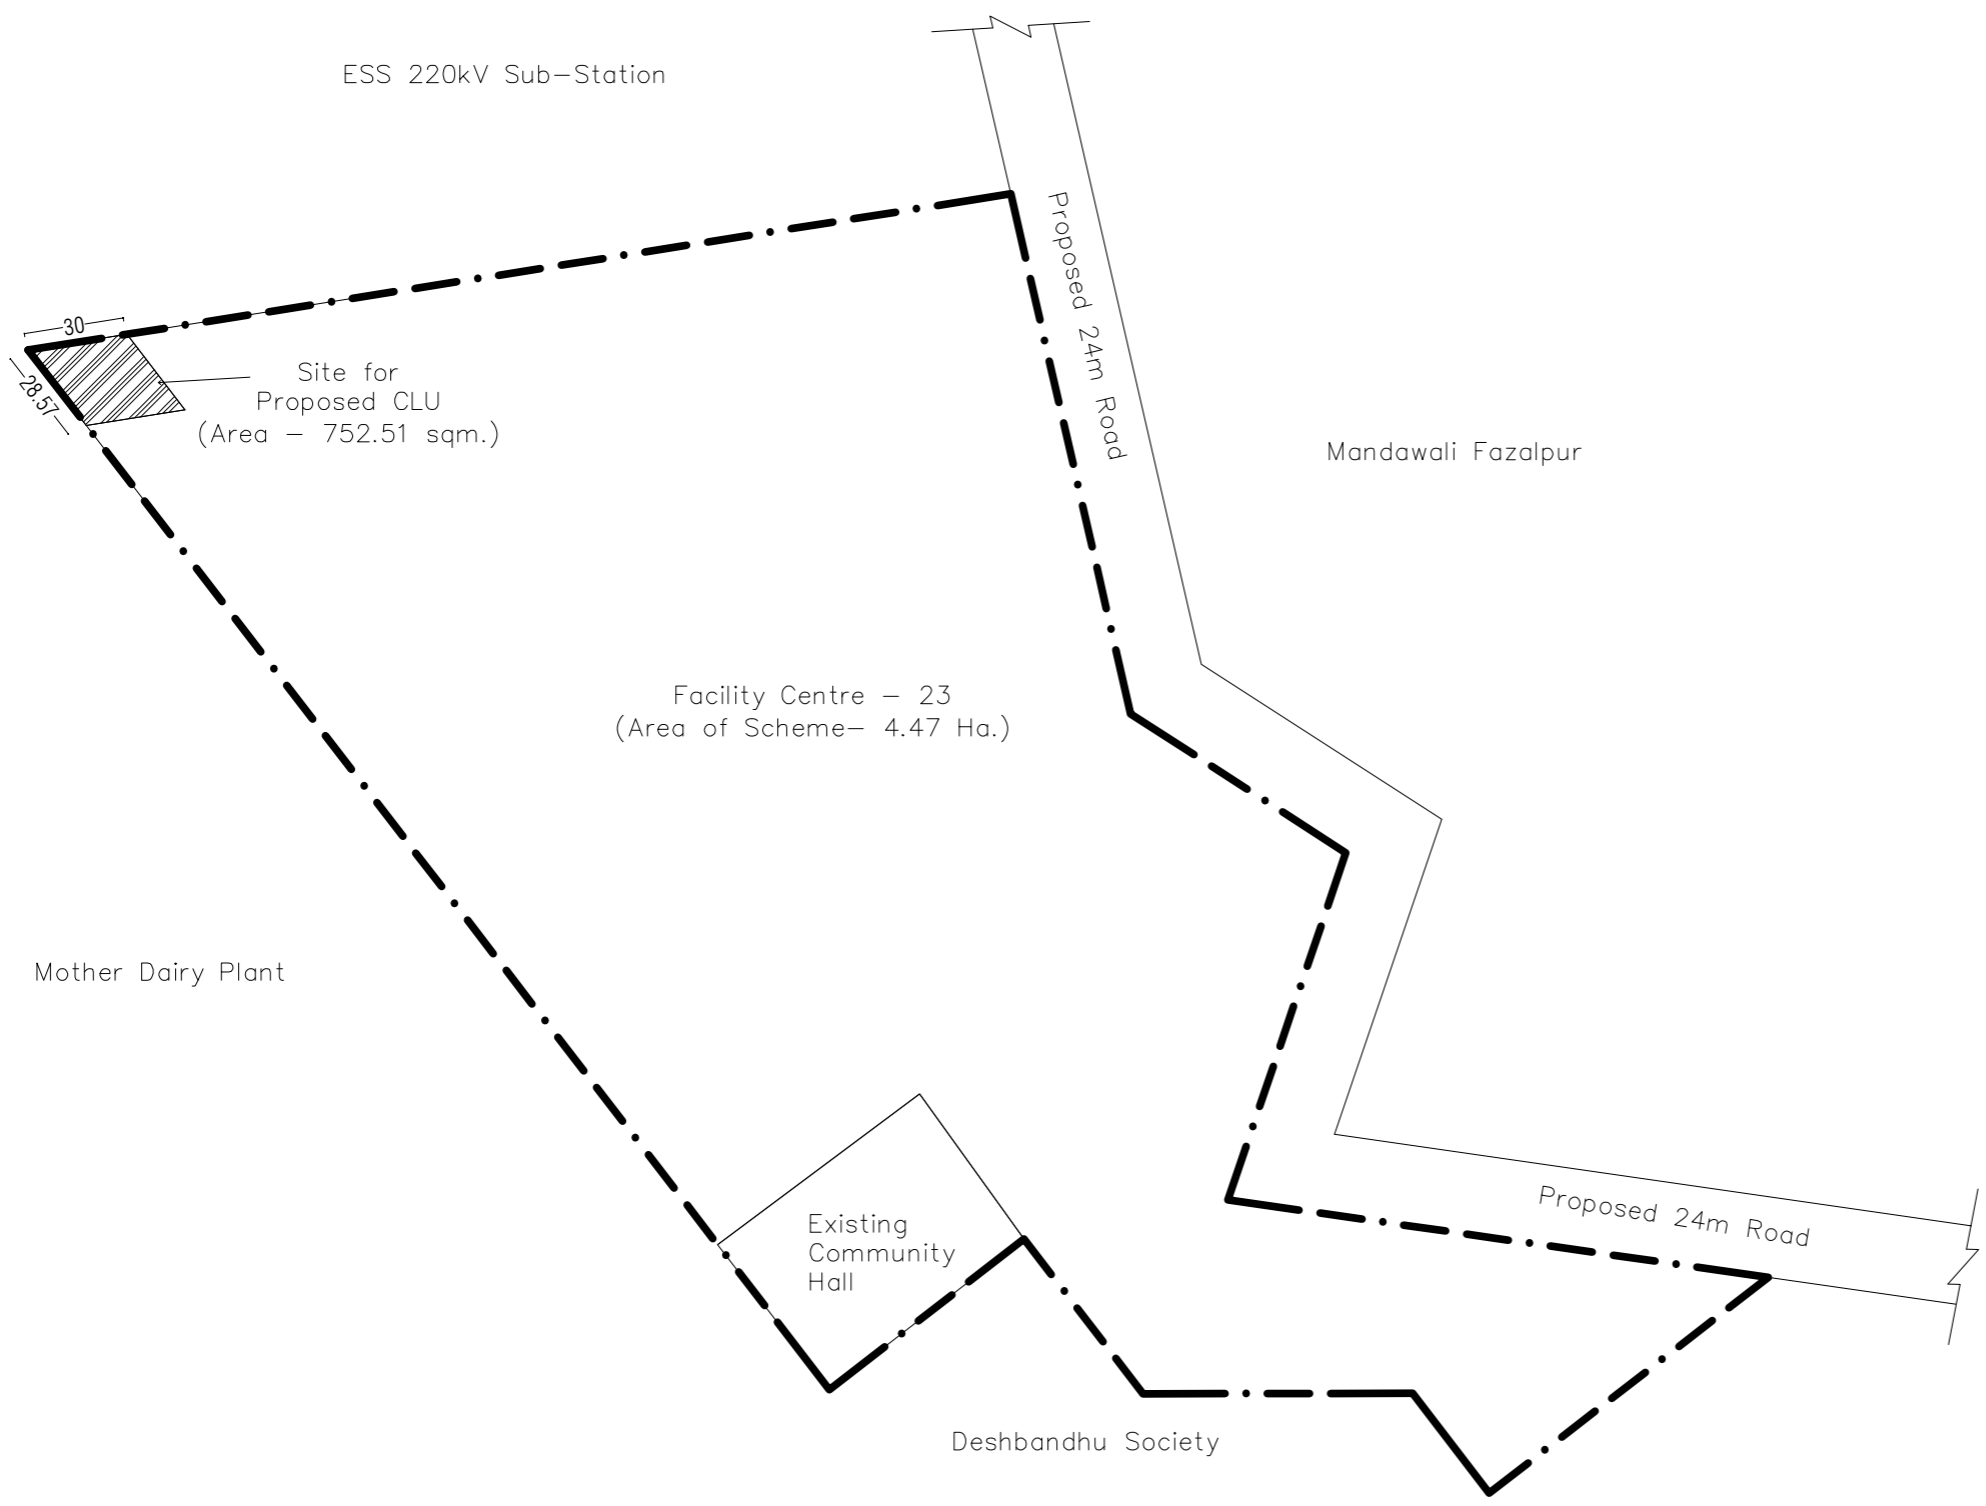 ESS 220kV Sub-Station
Proposed 24m Road
30
28.57
Site for
Proposed CLU
(Area - 752.51 sqm.)
Mandawali Fazalpur
Facility Centre - 23
(Area of Scheme- 4.47 Ha.)
Mother Dairy Plant
Existing
Community
Hall
Proposed 24m Road
Deshbandhu Society